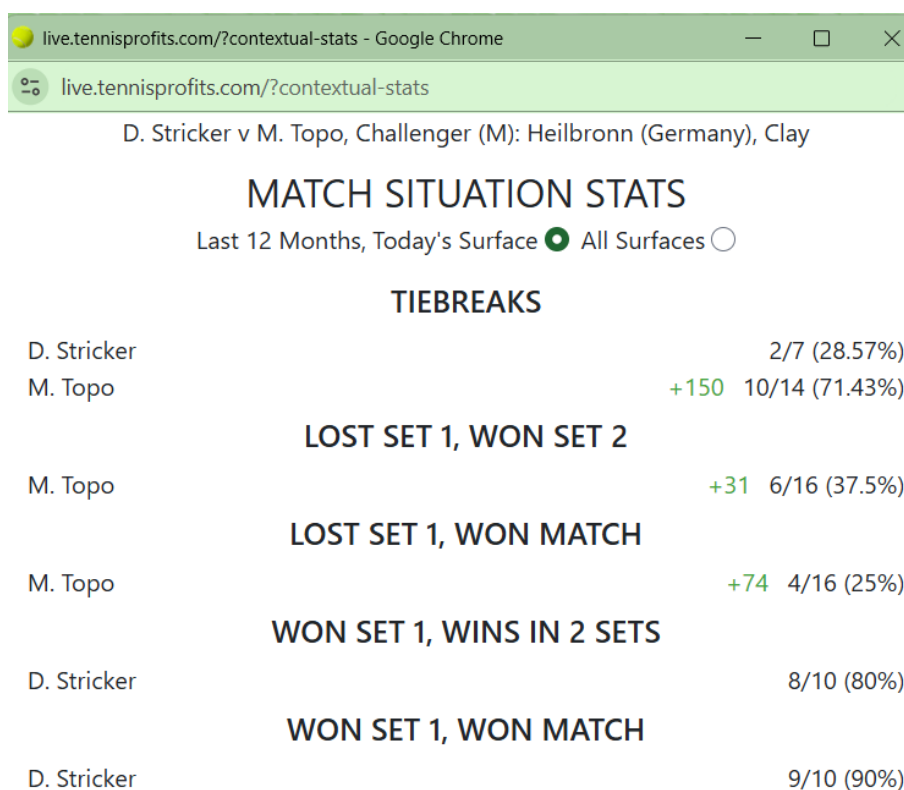 live.tennisprofits.com/?contextual-stats - Google Chrome
live.tennisprofits.com/?contextual-stats
D. Stricker v M. Topo, Challenger (M): Heilbronn (Germany), Clay
MATCH SITUATION STATS
Last 12 Months, Today's Surface All Surfaces
TIEBREAKS
D. Stricker 2/7 (28.57%)
M. Topo +150 10/14 (71.43%)
LOST SET 1, WON SET 2
M. Topo +31 6/16 (37.5%)
LOST SET 1, WON MATCH
M. Topo +74 4/16 (25%)
WON SET 1, WINS IN 2 SETS
D. Stricker 8/10 (80%)
WON SET 1, WON MATCH
D. Stricker 9/10 (90%)